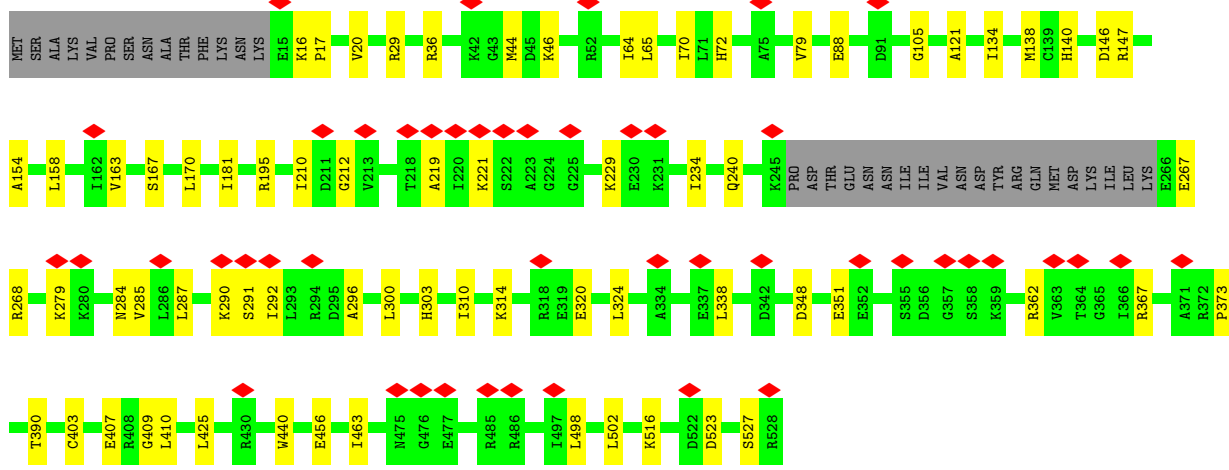 MET SER ALA LYS VAL PRO SER ASN ALA THR PHE LYS ASN LYS E15 K16 P17 V20 R29 R36 K42 G43 M44 D45 K46 R52 I64 L65 I70 L71 H72 A75 V79 E88 D91 G105 A121 I134 M138 C139 H140 D146 R147
A154 L158 I162 V163 S167 L170 I181 R195 I210 D211 G212 V213 T218 A219 I220 K221 S222 A223 G224 G225 K229 E230 K231 I234 Q240 K245 PRO ASP THR GLU ASN ASN ILE ILE VAL ASN ASP TYR ARG GLN MET ASP LYS ILE LEU LYS E266 E267
R268 K279 K280 N284 V285 L286 L287 K290 S291 I292 L293 R294 D295 A296 L300 H303 I310 K314 R318 E319 E320 L324 A334 E337 L338 D342 D348 E351 E352 S355 D356 G357 S358 K359 R362 V363 T364 G365 I366 R367 A371 R372 P373
T390 C403 E407 R408 G409 L410 L425 R430 W440 E456 I463 N475 G476 E477 R485 R486 I497 L498 L502 K516 D522 D523 S527 R528